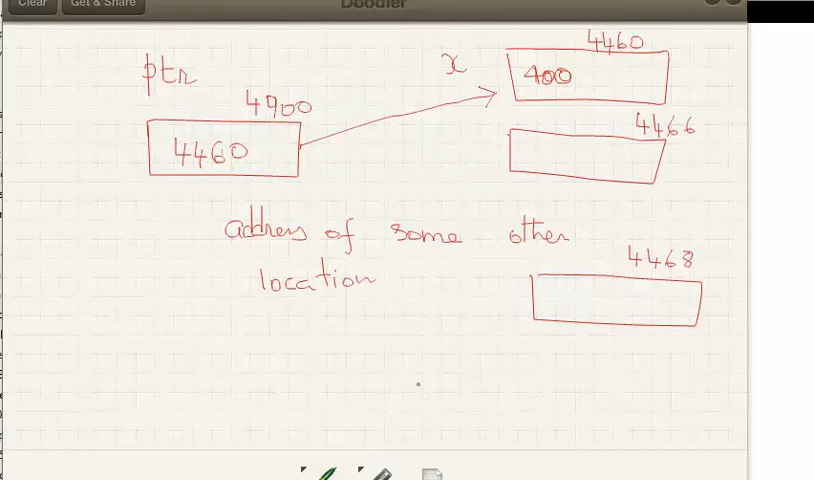 Clear
Get & Share
Doodler
4460
ptr
x
400
4900
4460
4466
address of some other
location
4468